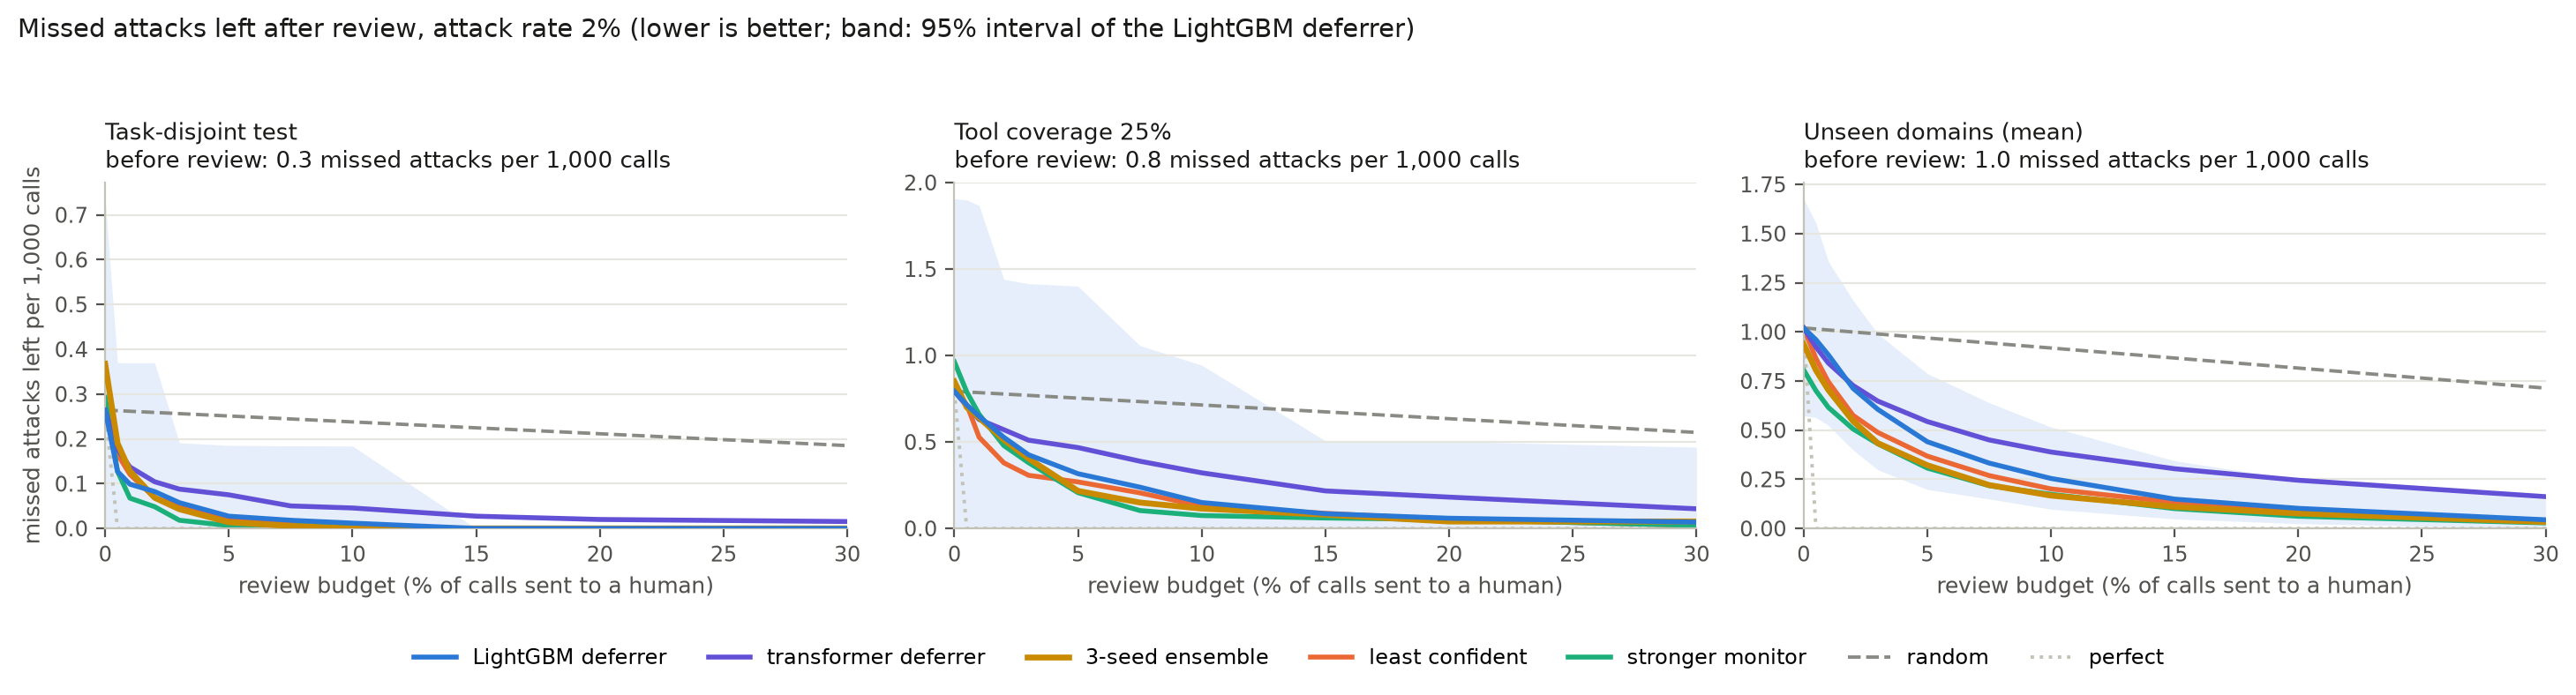 Missed attacks left after review, attack rate 2% (lower is better; band: 95% interval of the LightGBM deferrer)
Task-disjoint test
before review: 0.3 missed attacks per 1,000 calls
missed attacks left per 1,000 calls
0.7
0.6
0.5
0.4
0.3
0.2
0.1
0.0
0 5 10 15 20 25 30
review budget (% of calls sent to a human)
Tool coverage 25%
before review: 0.8 missed attacks per 1,000 calls
2.0
1.5
1.0
0.5
0.0
0 5 10 15 20 25 30
review budget (% of calls sent to a human)
Unseen domains (mean)
before review: 1.0 missed attacks per 1,000 calls
1.75
1.50
1.25
1.00
0.75
0.50
0.25
0.00
0 5 10 15 20 25 30
review budget (% of calls sent to a human)
LightGBM deferrer transformer deferrer 3-seed ensemble least confident stronger monitor random perfect